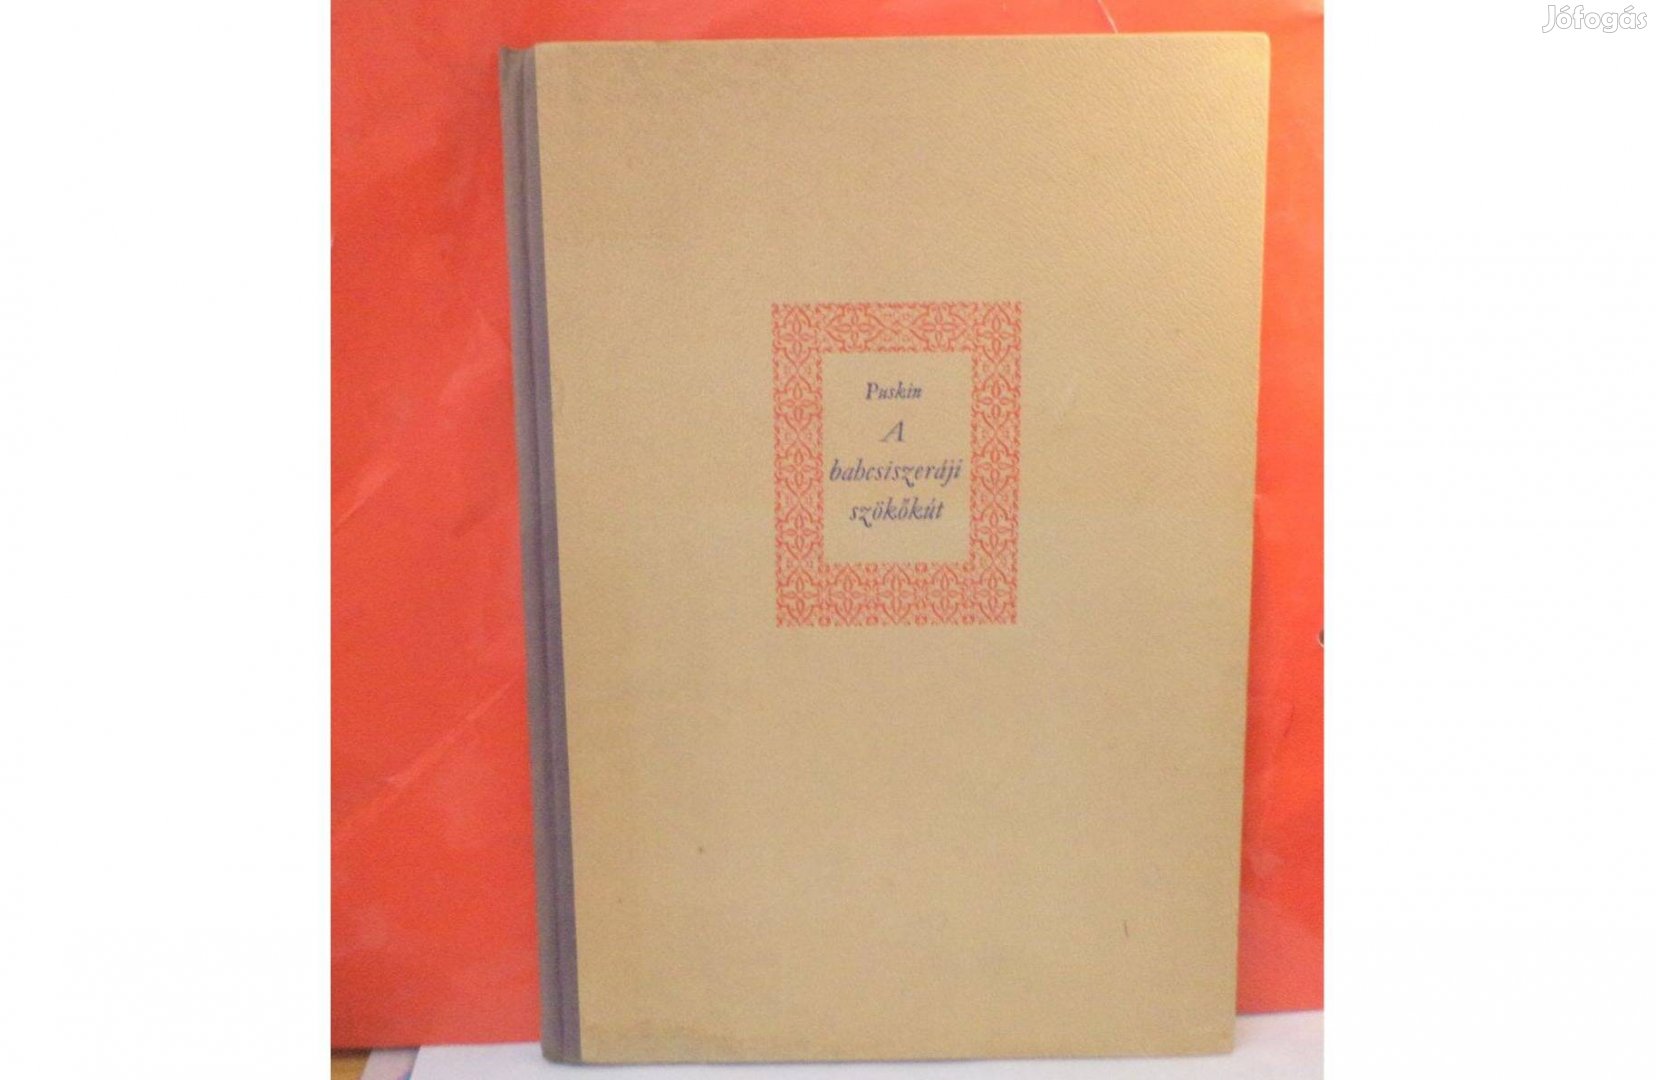 Jófogás
Puskin
A
bahcsiszeráji
szökőkút